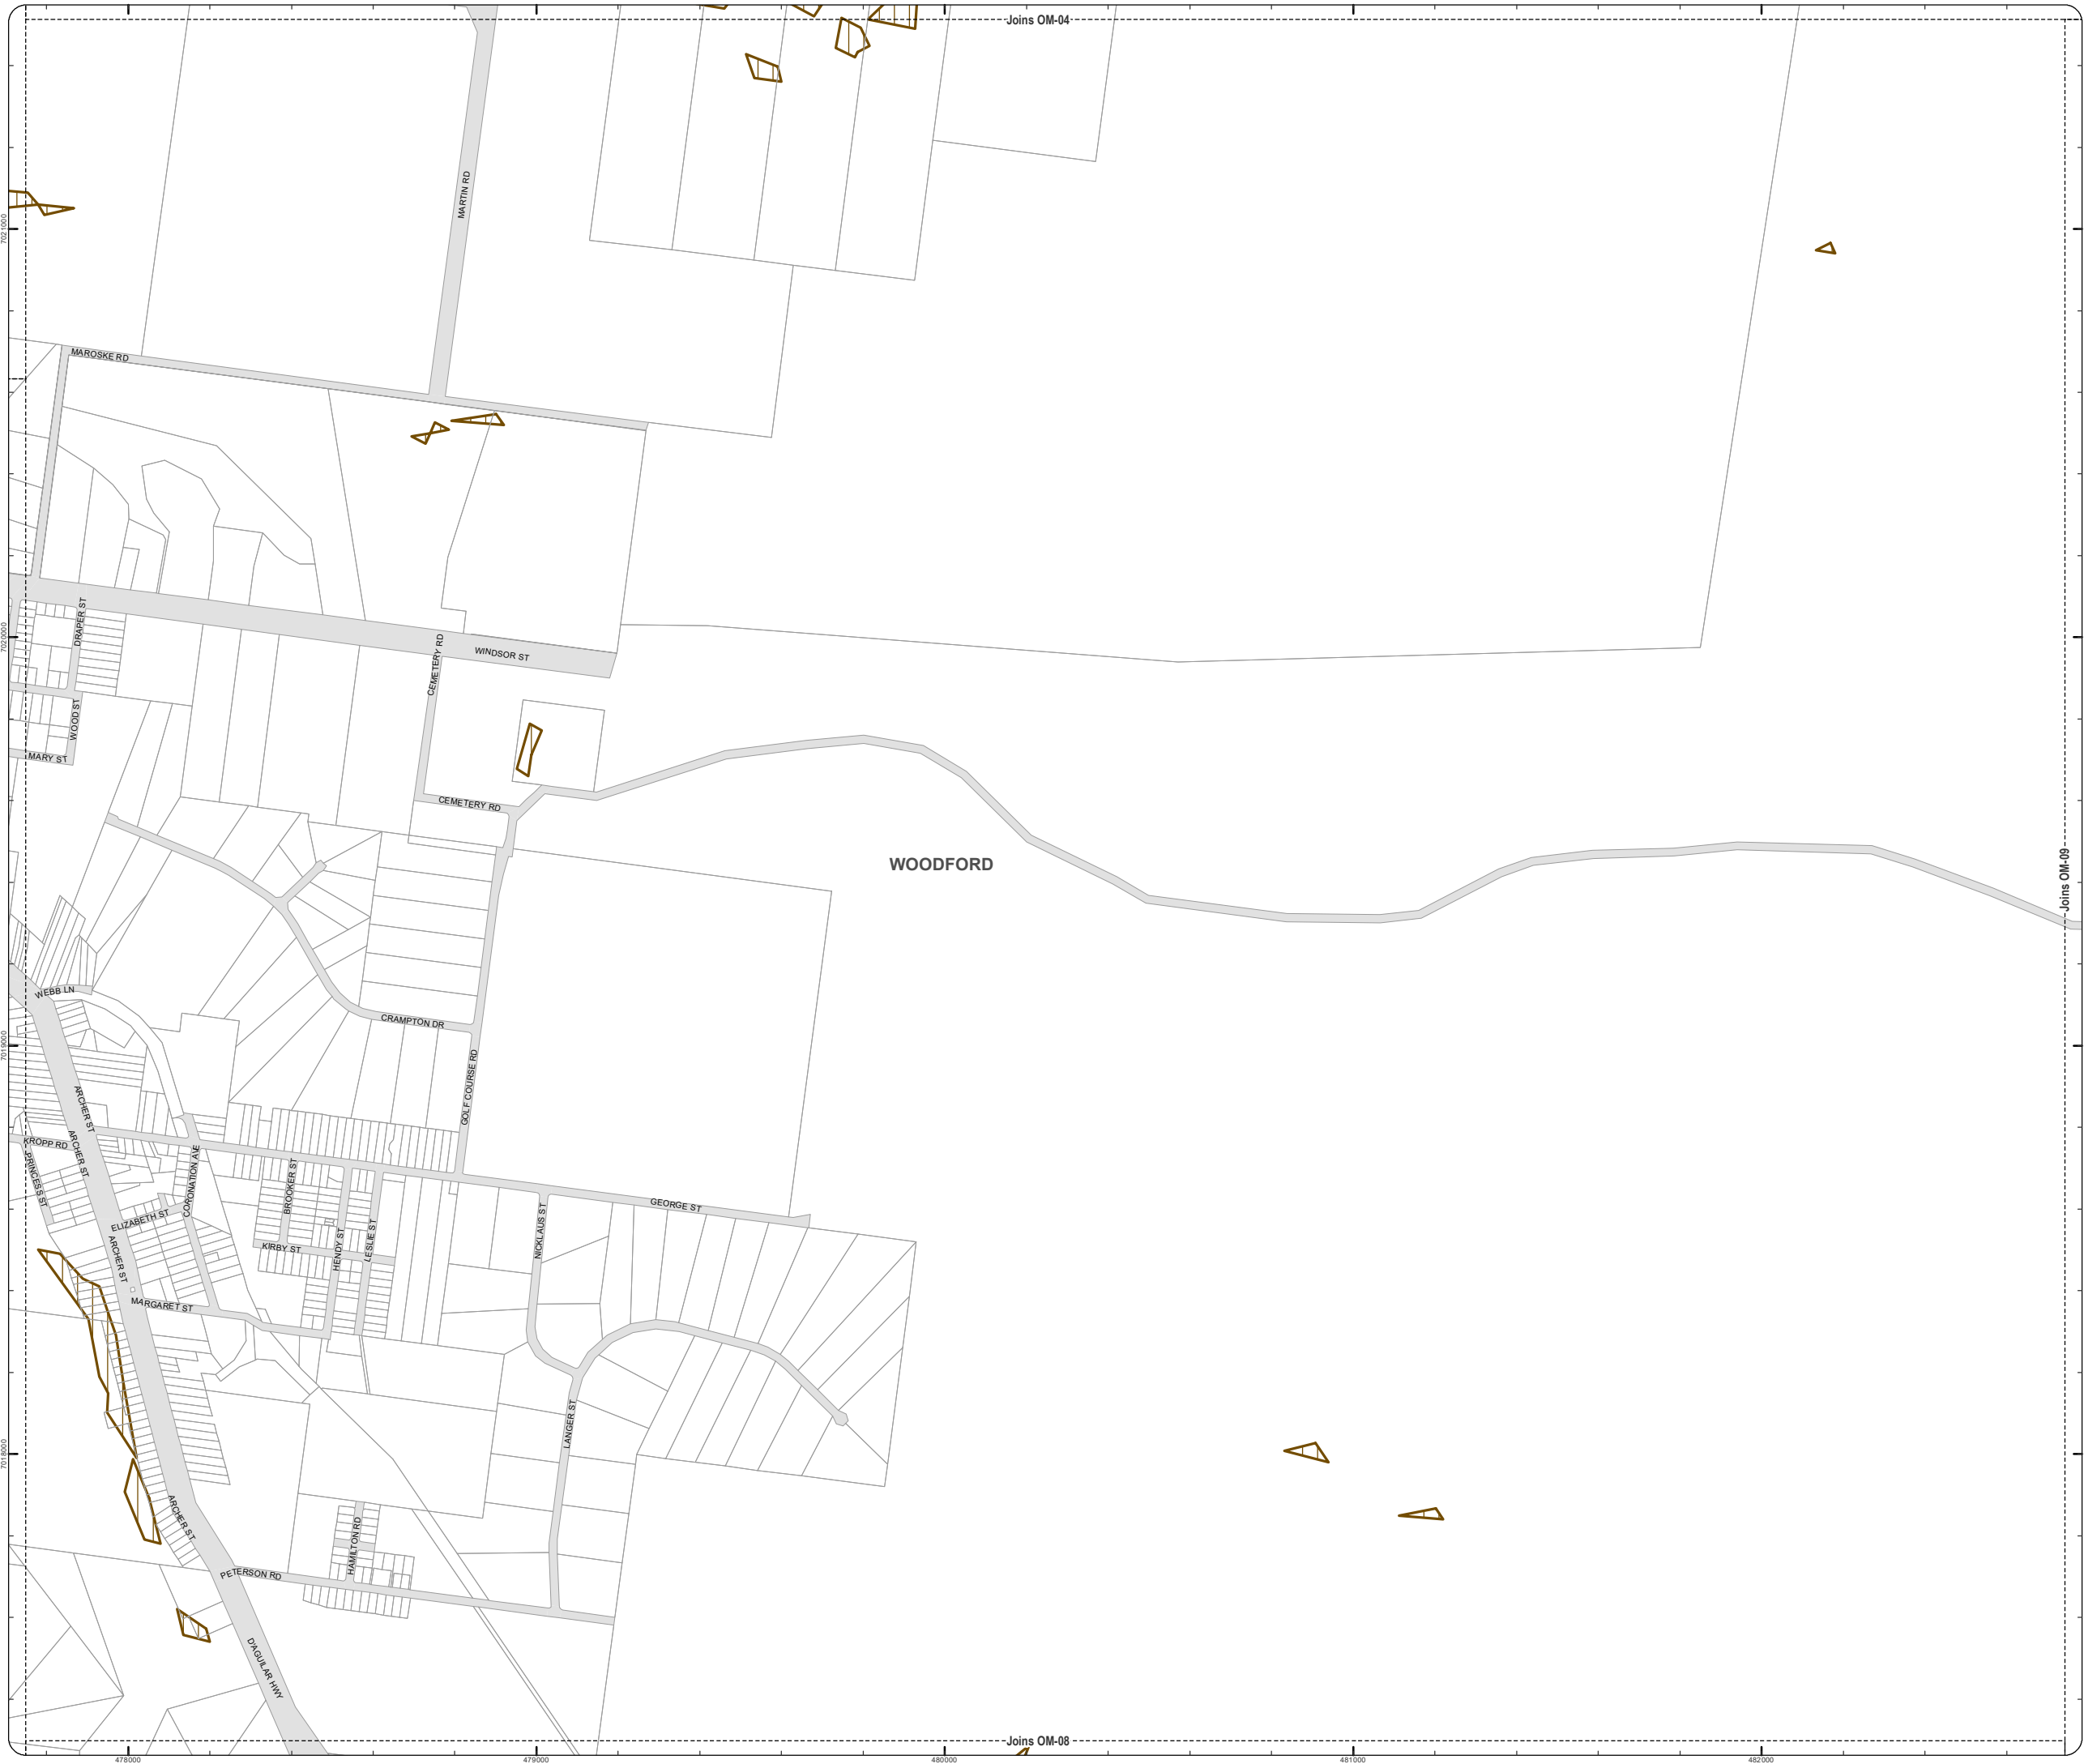 Joins OM-04
MARTIN RD
7021000
MAROSKE RD
DRAPER ST
7020000
CEMETERY RD
WINDSOR ST
WOOD ST
MARY ST
CEMETERY RD
WOODFORD
Joins OM-09
WEBB LN
CRAMPTON DR
7019000
GOLF COURSE RD
ARCHER ST
KROPP RD
ARCHER ST
PRINCESS ST
CORONATION AVE
BROOKER ST
GEORGE ST
ELIZABETH ST
NICKLAUS ST
HENDY ST
LESLIE ST
KIRBY ST
ARCHER ST
MARGARET ST
LANGER ST
7018000
ARCHER ST
HAMILTON RD
PETERSON RD
D'AGUILAR HWY
Joins OM-08
478000
479000
480000
481000
482000